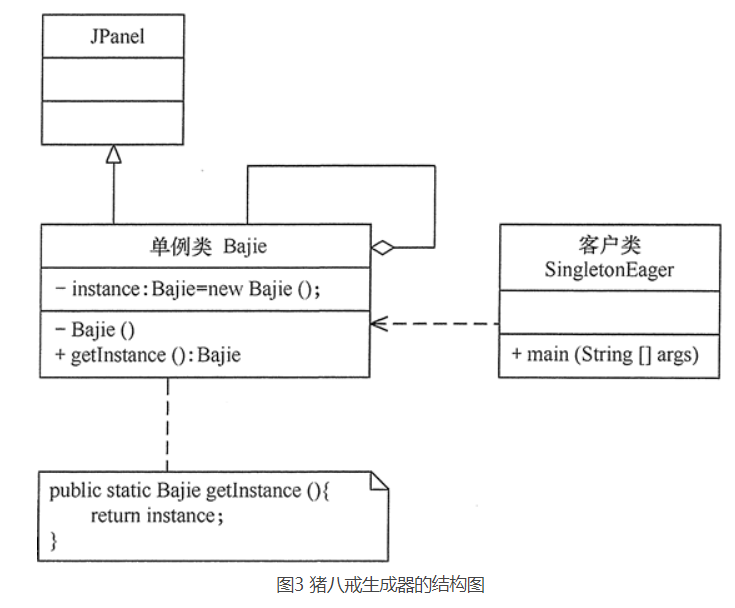 JPanel
单例类 Bajie
- instance:Bajie=new Bajie ();
- Bajie ()
+ getInstance ():Bajie
客户类
SingletonEager
+ main (String [] args)
public static Bajie getInstance (){
return instance;
}
图3 猪八戒生成器的结构图